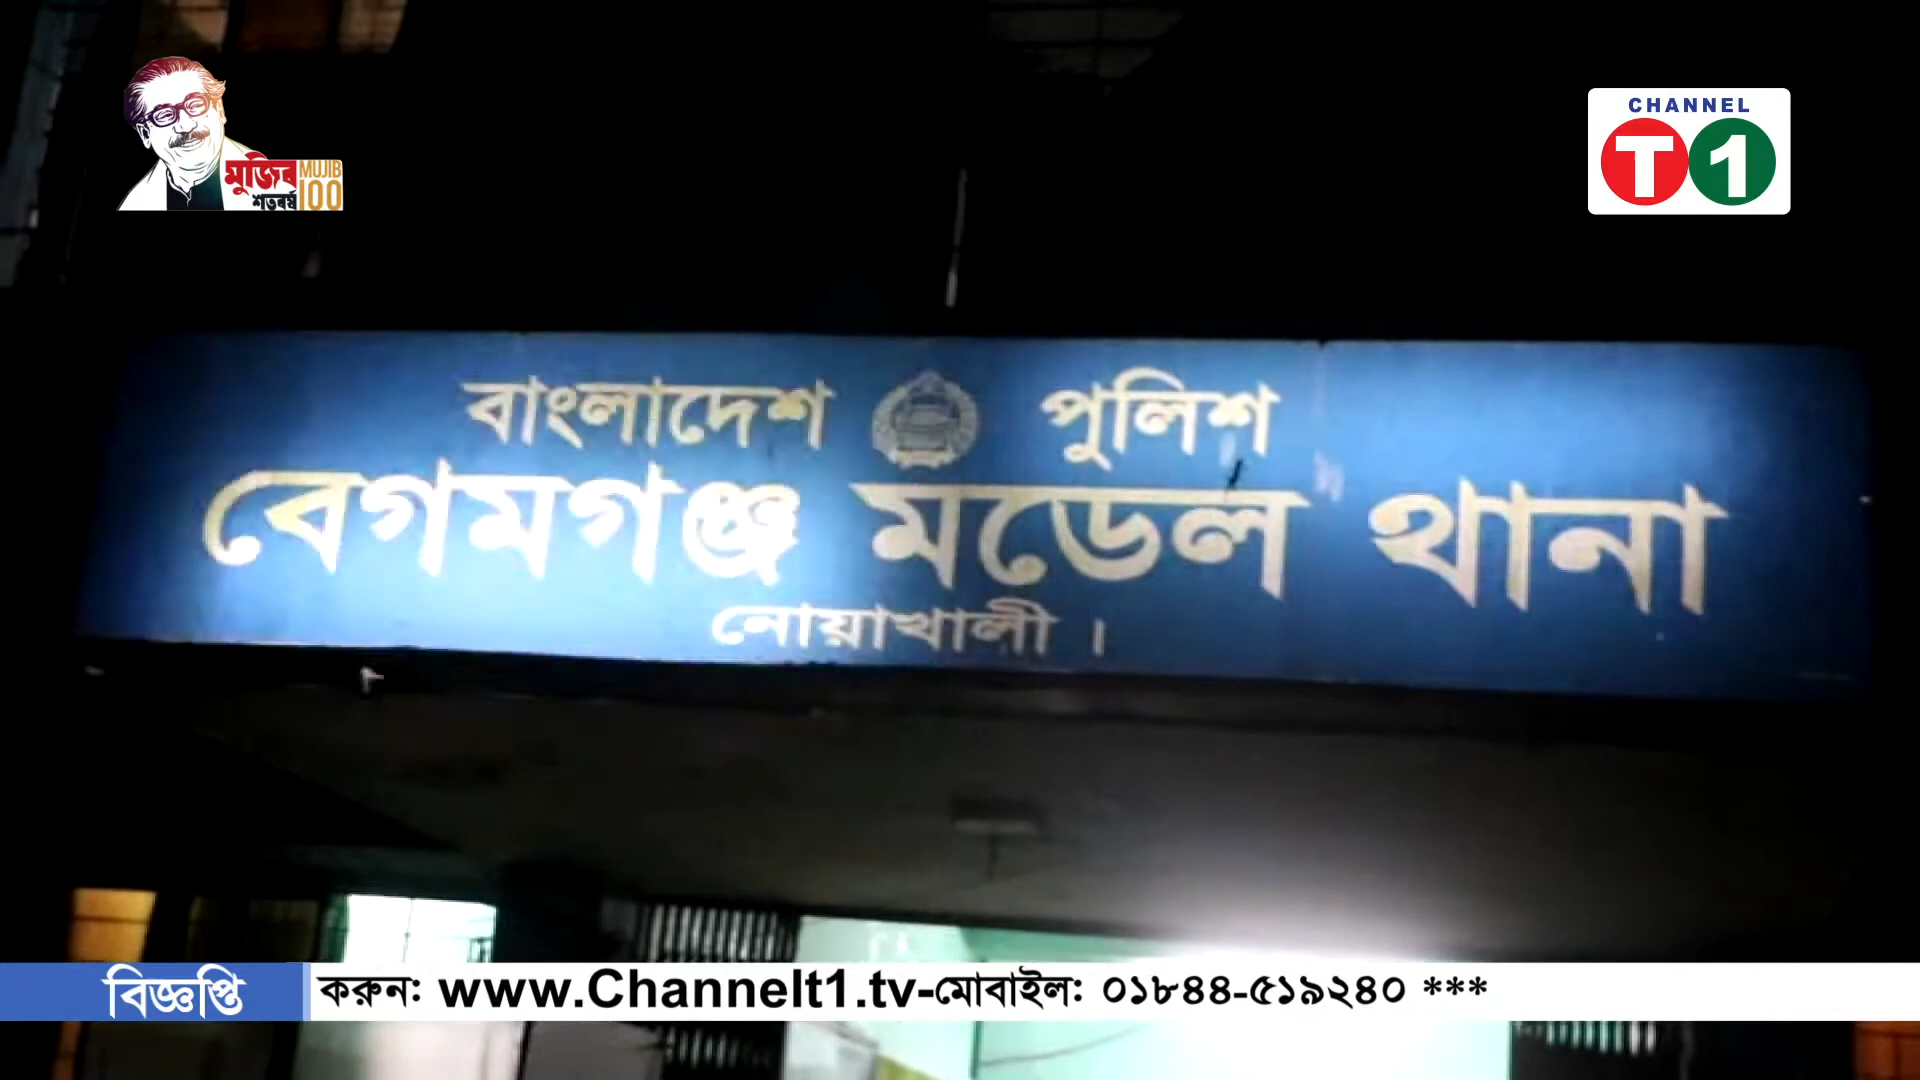 মুজিব
শতবর্ষ
MUJIB
100
CHANNEL
T1
বাংলাদেশ পুলিশ
বেগমগঞ্জ মডেল থানা
নোয়াখালী ।
বিজ্ঞপ্তি করুন: www.Channelt1.tv-মোবাইল: ০১৮৪৪-৫১৯২৪০ ***